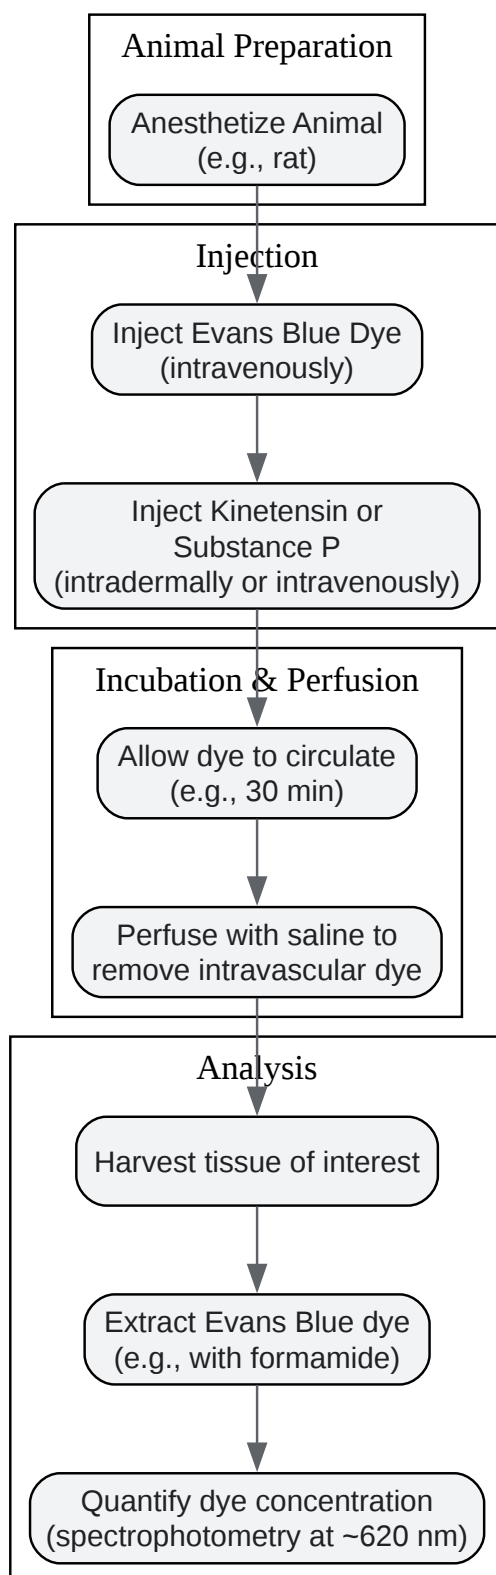 Animal Preparation
Anesthetize Animal
(e.g., rat)
Injection
Inject Evans Blue Dye
(intravenously)
Inject Kinetensin or
Substance P
(intradermally or intravenously)
Incubation & Perfusion
Allow dye to circulate
(e.g., 30 min)
Perfuse with saline to
remove intravascular dye
Analysis
Harvest tissue of interest
Extract Evans Blue dye
(e.g., with formamide)
Quantify dye concentration
(spectrophotometry at ~620 nm)